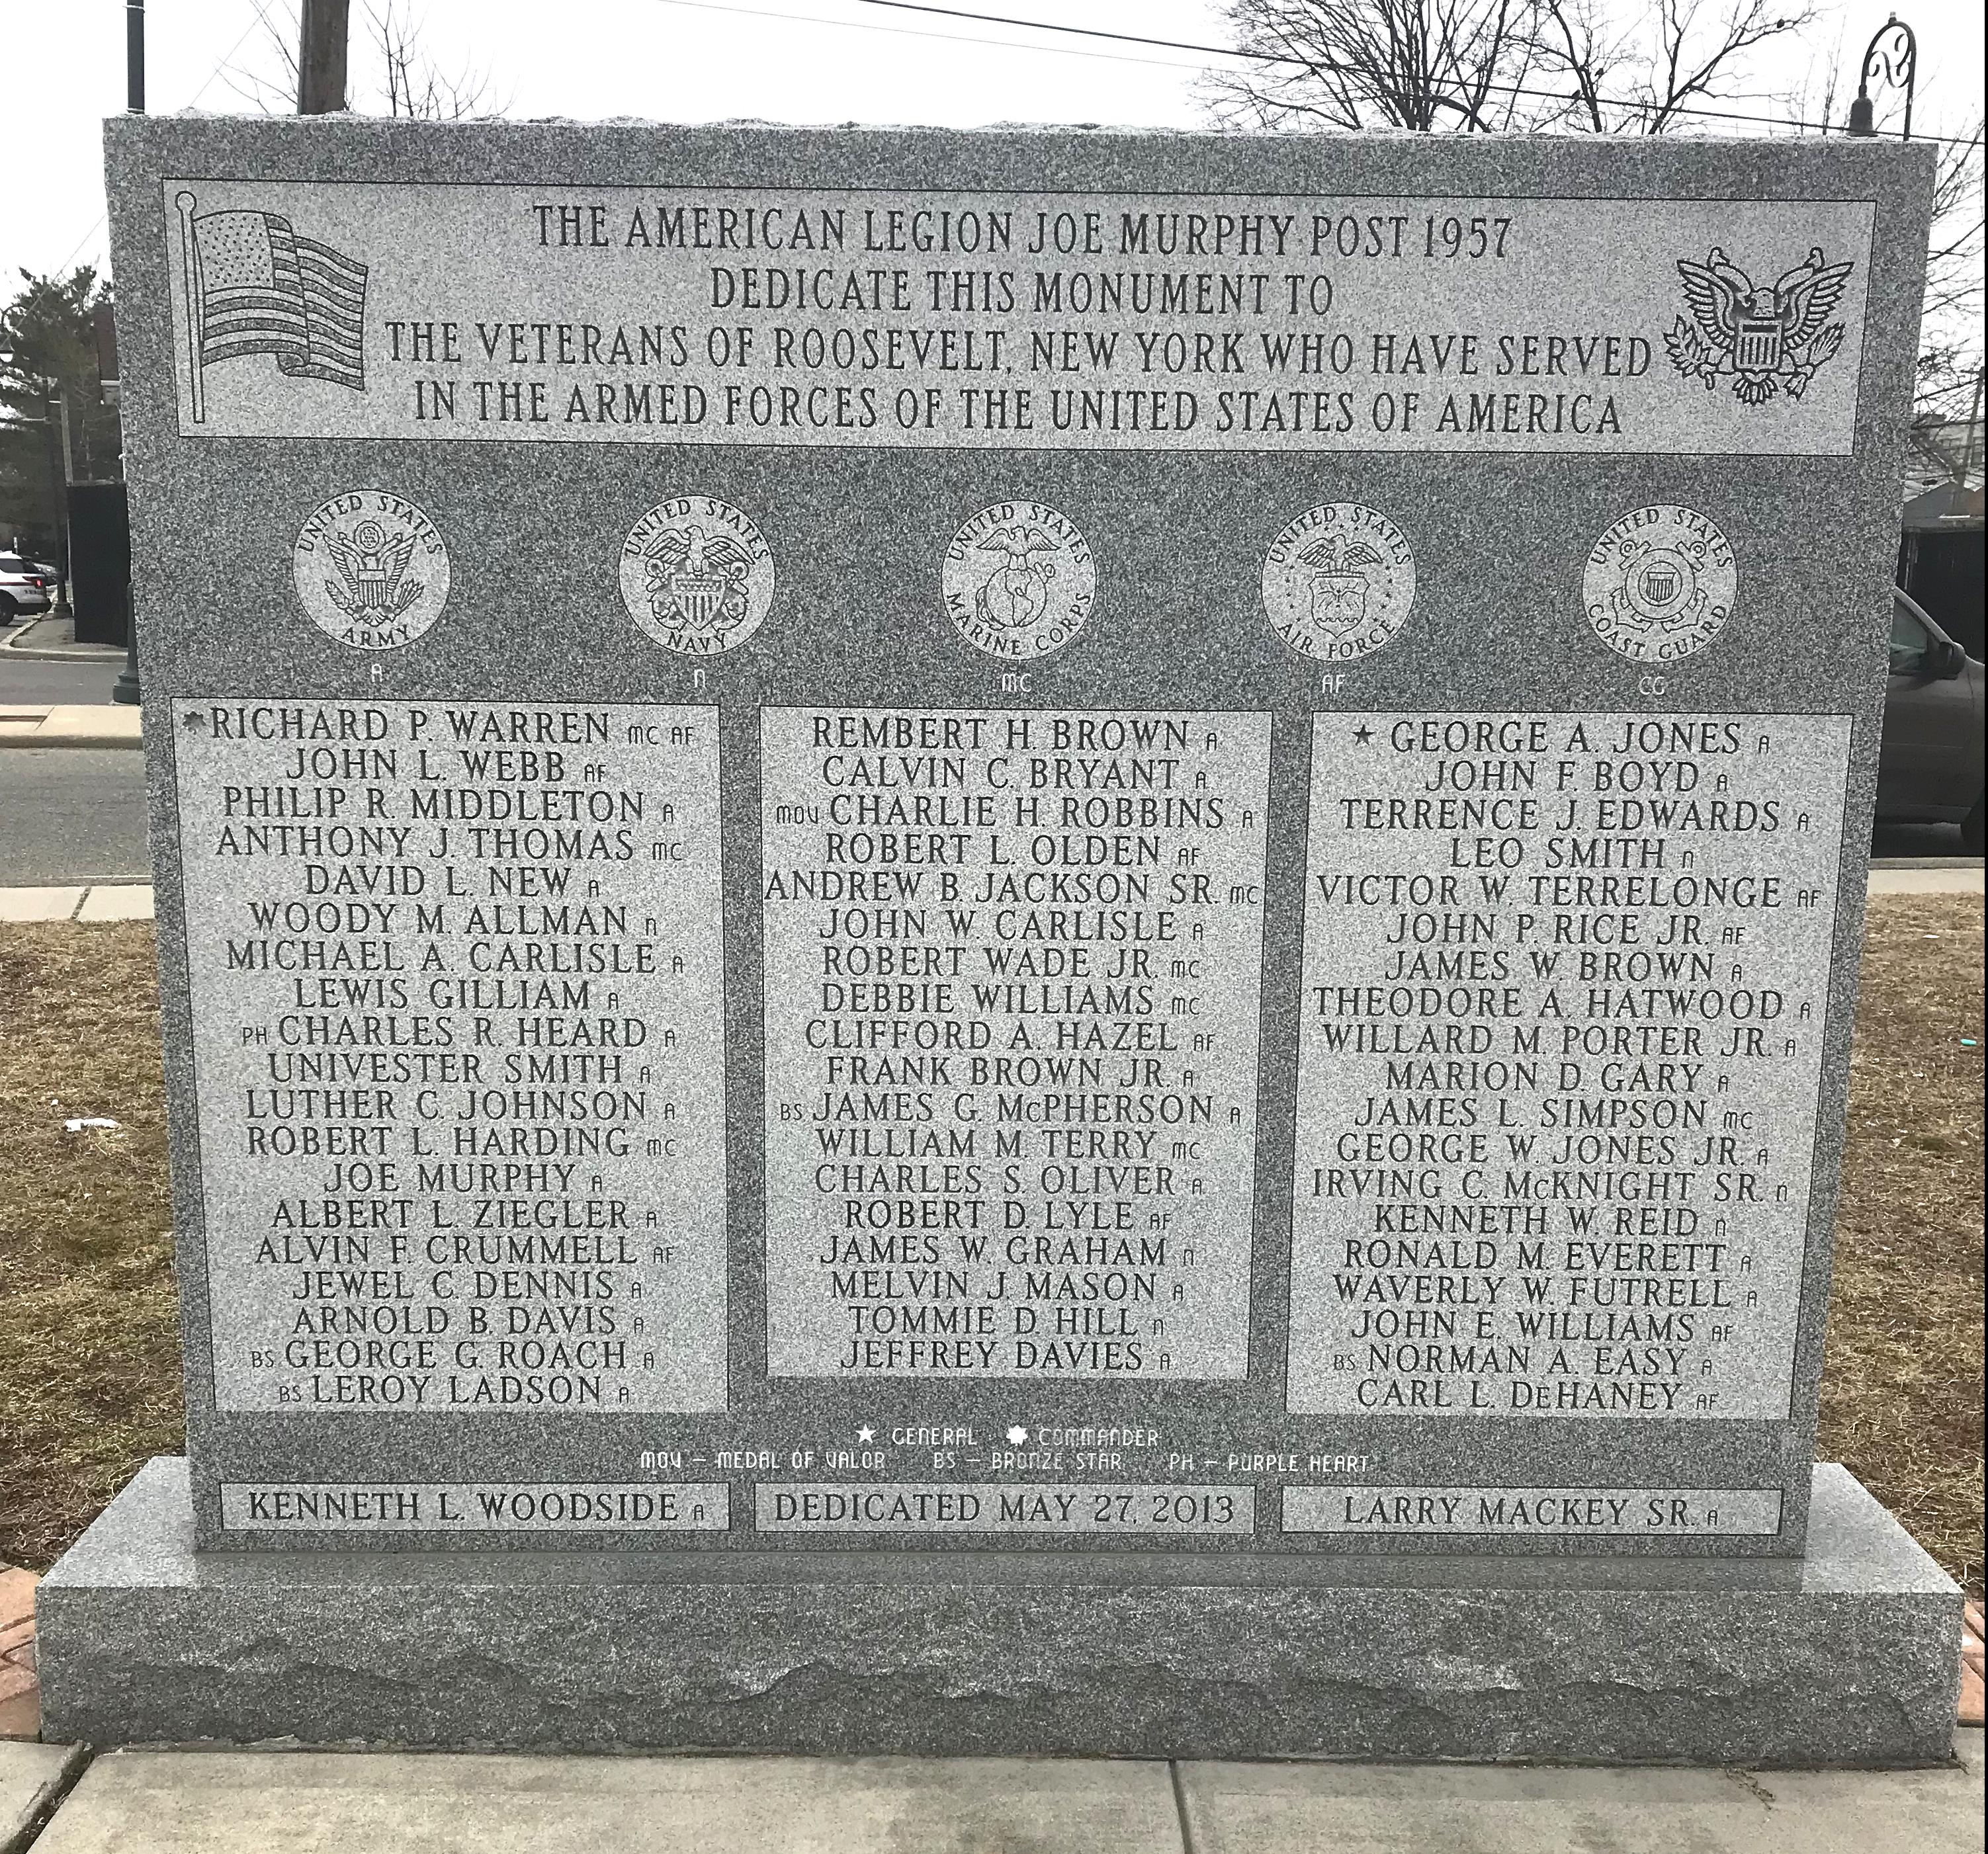 THE AMERICAN LEGION JOE MURPHY POST 1957
DEDICATE THIS MONUMENT TO
THE VETERANS OF ROOSEVELT, NEW YORK WHO HAVE SERVED
IN THE ARMED FORCES OF THE UNITED STATES OF AMERICA
UNITED STATES ARMY
UNITED STATES NAVY
UNITED STATES MARINE CORPS
UNITED STATES AIR FORCE
UNITED STATES COAST GUARD
A
N
MC
AF
CG
RICHARD P. WARREN MC AF
JOHN L. WEBB AF
PHILIP R. MIDDLETON A
ANTHONY J. THOMAS MC
DAVID L. NEW A
WOODY M. ALLMAN N
MICHAEL A. CARLISLE A
LEWIS GILLIAM A
PH CHARLES R. HEARD A
UNIVESTER SMITH A
LUTHER C. JOHNSON A
ROBERT L. HARDING MC
JOE MURPHY A
ALBERT L. ZIEGLER A
ALVIN F. CRUMMELL AF
JEWEL C. DENNIS A
ARNOLD B. DAVIS A
BS GEORGE G. ROACH A
BS LEROY LADSON A
REMBERT H. BROWN A
CALVIN C. BRYANT A
MOV CHARLIE H. ROBBINS A
ROBERT L. OLDEN AF
ANDREW B. JACKSON SR. MC
JOHN W. CARLISLE A
ROBERT WADE JR. MC
DEBBIE WILLIAMS MC
CLIFFORD A. HAZEL AF
FRANK BROWN JR. A
BS JAMES G. McPHERSON A
WILLIAM M. TERRY MC
CHARLES S. OLIVER A
ROBERT D. LYLE AF
JAMES W. GRAHAM N
MELVIN J. MASON A
TOMMIE D. HILL N
JEFFREY DAVIES A
★ GEORGE A. JONES A
JOHN F. BOYD A
TERRENCE J. EDWARDS A
LEO SMITH N
VICTOR W. TERRELONGE AF
JOHN P. RICE JR. AF
JAMES W. BROWN A
THEODORE A. HATWOOD A
WILLARD M. PORTER JR. A
MARION D. GARY A
JAMES L. SIMPSON MC
GEORGE W. JONES JR. A
IRVING C. McKNIGHT SR. N
KENNETH W. REID N
RONALD M. EVERETT A
WAVERLY W. FUTRELL A
JOHN E. WILLIAMS AF
BS NORMAN A. EASY A
CARL L. DeHANEY AF
★ GENERAL COMMANDER
MOV – MEDAL OF VALOR BS – BRONZE STAR PH – PURPLE HEART
KENNETH L. WOODSIDE A
DEDICATED MAY 27, 2013
LARRY MACKEY SR. A